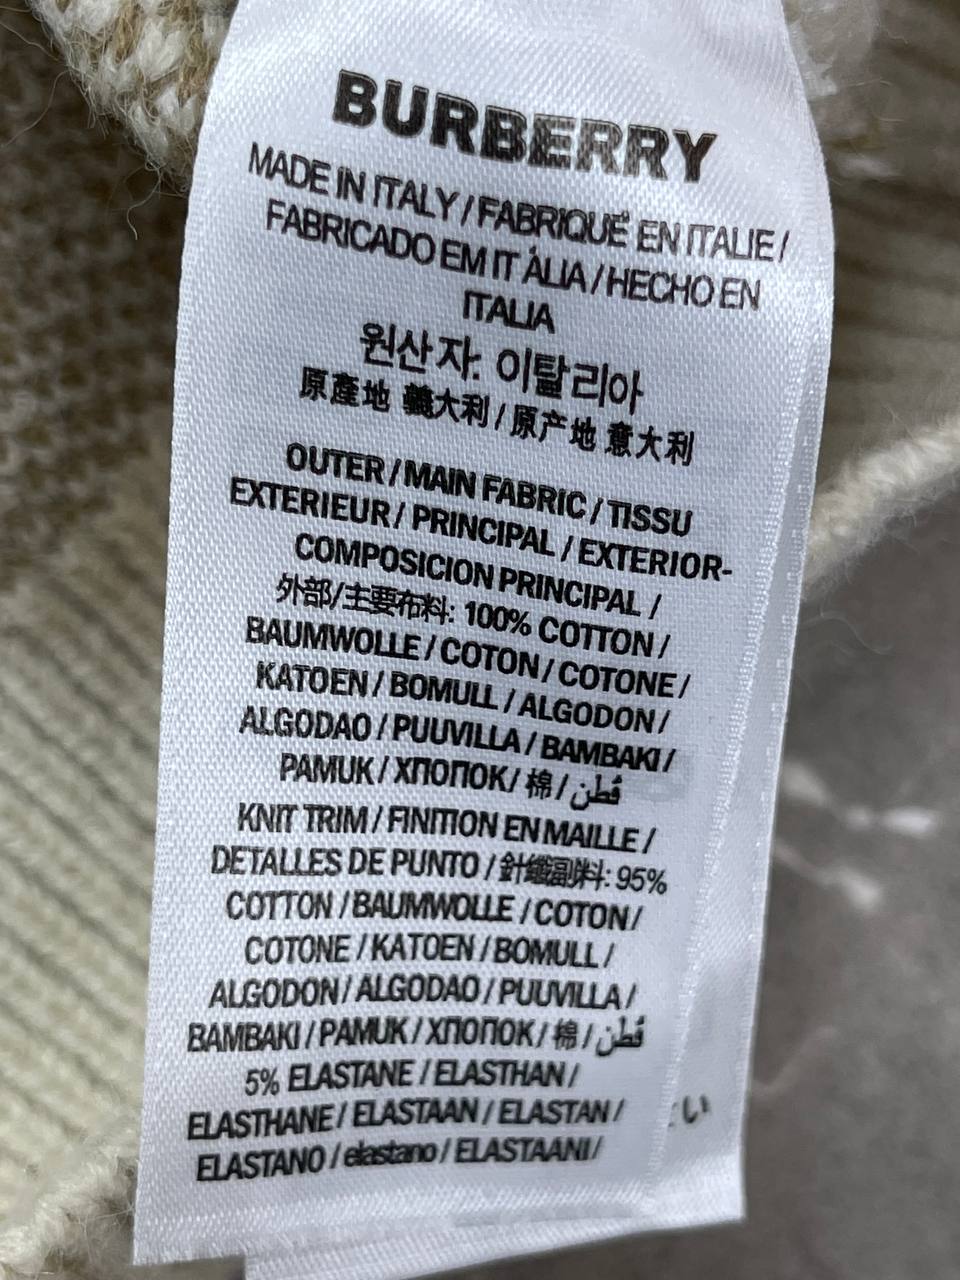 BURBERRY
MADE IN ITALY / FABRIQUÉ EN ITALIE /
FABRICADO EM IT ÀLIA / HECHO EN
ITALIA
원산자: 이탈리아
原產地 義大利 / 原产地 意大利
OUTER / MAIN FABRIC / TISSU
EXTERIEUR / PRINCIPAL / EXTERIOR-
COMPOSICION PRINCIPAL /
外部/主要布料: 100% COTTON /
BAUMWOLLE / COTON / COTONE /
KATOEN / BOMULL / ALGODON /
ALGODAO / PUUVILLA / BAMBAKI /
PAMUK / ХПОПОК / 棉 / قطن
KNIT TRIM / FINITION EN MAILLE /
DETALLES DE PUNTO / 針織副料: 95%
COTTON / BAUMWOLLE / COTON /
COTONE / KATOEN / BOMULL /
ALGODON / ALGODAO / PUUVILLA /
BAMBAKI / PAMUK / ХПОПОК / 棉 / قطن
5% ELASTANE / ELASTHAN /
ELASTHANE / ELASTAAN / ELASTAN /
ELASTANO / elastano / ELASTAANI /